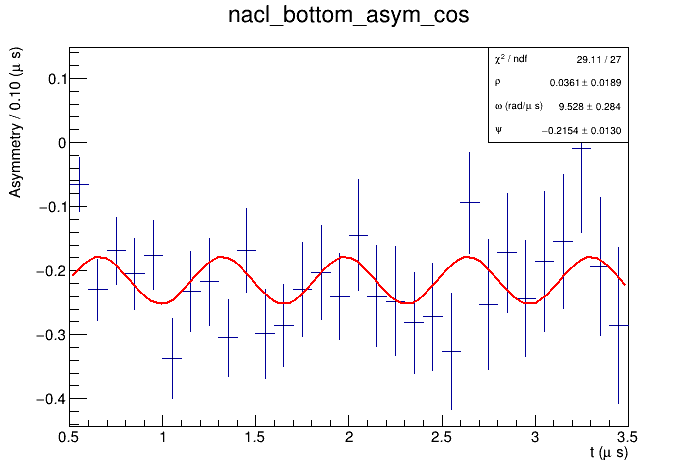 nacl_bottom_asym_cos
χ² / ndf 29.11 / 27
ρ 0.0361 ± 0.0189
ω (rad/μ s) 9.528 ± 0.284
ψ −0.2154 ± 0.0130
Asymmetry / 0.10 (μ s)
0.1
0
−0.1
−0.2
−0.3
−0.4
0.5 1 1.5 2 2.5 3 3.5
t (μ s)